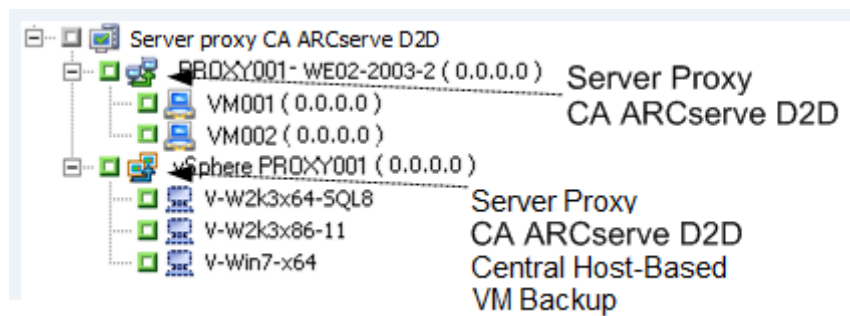 Server proxy CA ARCserve D2D
PROXY001- WE02-2003-2 ( 0.0.0.0 )
Server Proxy
CA ARCserve D2D
VM001 ( 0.0.0.0 )
VM002 ( 0.0.0.0 )
vSphere PROXY001 ( 0.0.0.0 )
V-W2k3x64-SQL8
V-W2k3x86-11
V-Win7-x64
Server Proxy
CA ARCserve D2D
Central Host-Based
VM Backup